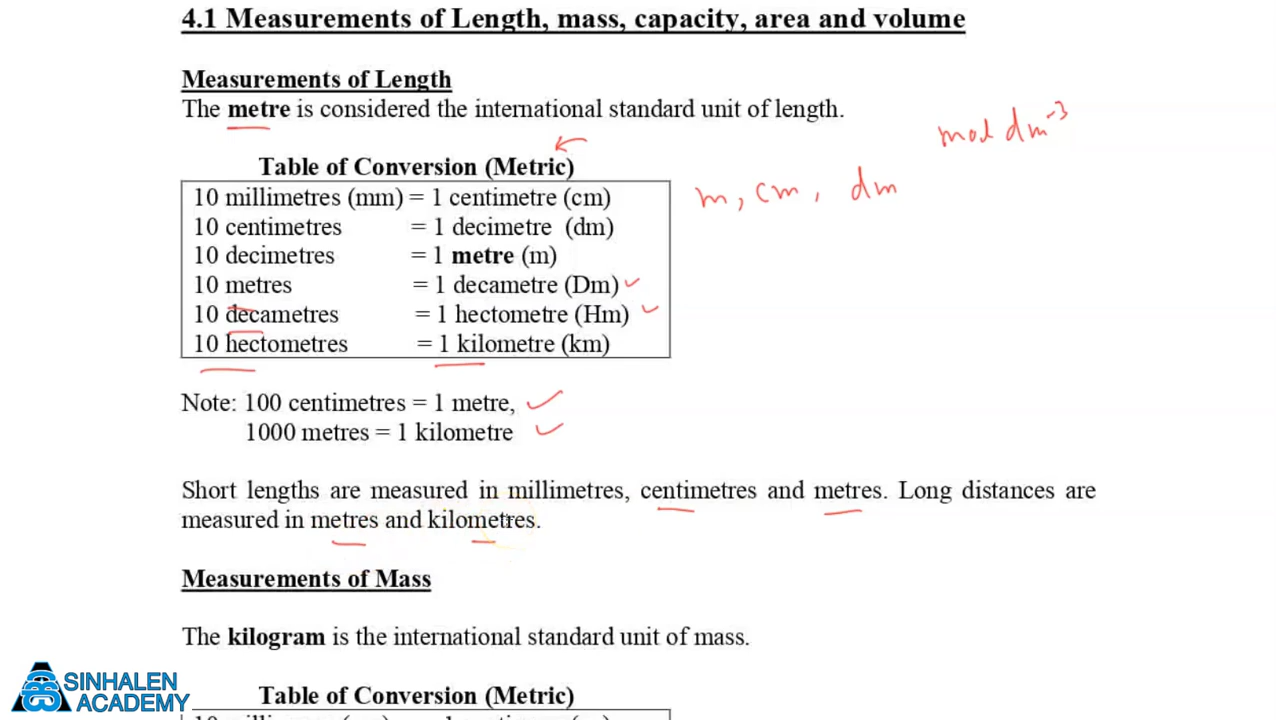 4.1 Measurements of Length, mass, capacity, area and volume
Measurements of Length
The metre is considered the international standard unit of length.
mol dm⁻³
Table of Conversion (Metric)
10 millimetres (mm) = 1 centimetre (cm)
m, cm, dm
10 centimetres = 1 decimetre (dm)
10 decimetres = 1 metre (m)
10 metres = 1 decametre (Dm)
10 decametres = 1 hectometre (Hm)
10 hectometres = 1 kilometre (km)
Note: 100 centimetres = 1 metre,
1000 metres = 1 kilometre
Short lengths are measured in millimetres, centimetres and metres. Long distances are
measured in metres and kilometres.
Measurements of Mass
The kilogram is the international standard unit of mass.
Table of Conversion (Metric)
SINHALEN
ACADEMY